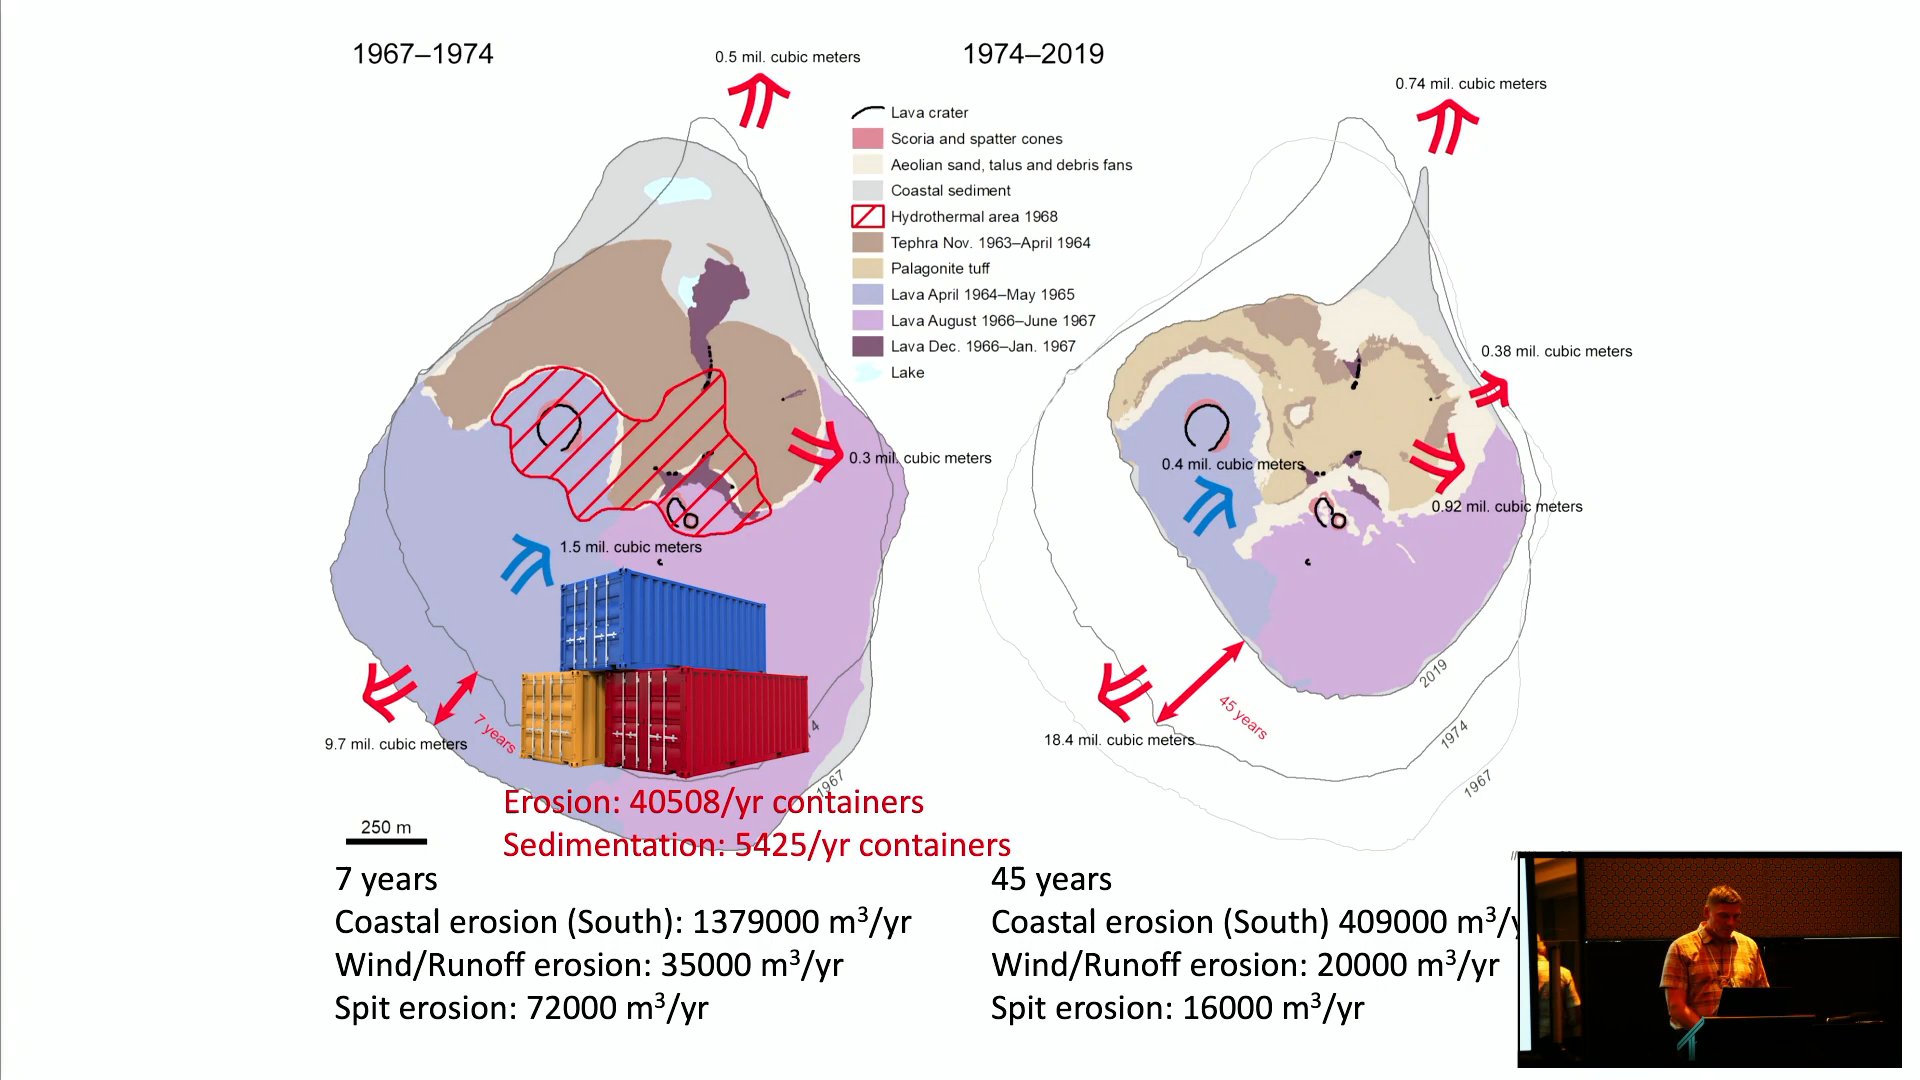 1967–1974
0.5 mil. cubic meters
1974–2019
0.74 mil. cubic meters
Lava crater
Scoria and spatter cones
Aeolian sand, talus and debris fans
Coastal sediment
Hydrothermal area 1968
Tephra Nov. 1963–April 1964
Palagonite tuff
Lava April 1964–May 1965
Lava August 1966–June 1967
Lava Dec. 1966–Jan. 1967
Lake
0.38 mil. cubic meters
0.3 mil. cubic meters
0.4 mil. cubic meters
0.92 mil. cubic meters
1.5 mil. cubic meters
7 years
9.7 mil. cubic meters
1967
45 years
18.4 mil. cubic meters
2019
1974
1967
250 m
Erosion: 40508/yr containers
Sedimentation: 5425/yr containers
7 years
Coastal erosion (South): 1379000 m³/yr
Wind/Runoff erosion: 35000 m³/yr
Spit erosion: 72000 m³/yr
45 years
Coastal erosion (South) 409000 m³/y
Wind/Runoff erosion: 20000 m³/yr
Spit erosion: 16000 m³/yr